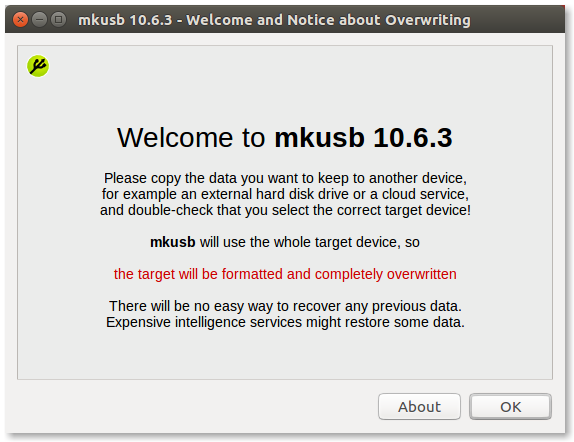 mkusb 10.6.3 - Welcome and Notice about Overwriting
Welcome to mkusb 10.6.3
Please copy the data you want to keep to another device,
for example an external hard disk drive or a cloud service,
and double-check that you select the correct target device!
mkusb will use the whole target device, so
the target will be formatted and completely overwritten
There will be no easy way to recover any previous data.
Expensive intelligence services might restore some data.
About
OK